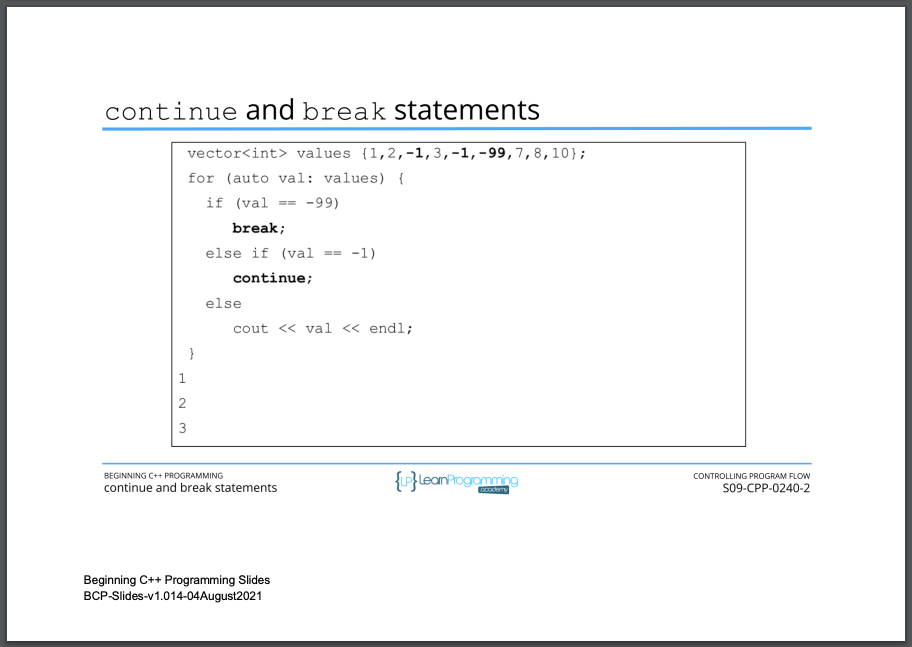 continue and break statements
vector<int> values {1,2,-1,3,-1,-99,7,8,10};
for (auto val: values) {
if (val == -99)
break;
else if (val == -1)
continue;
else
cout << val << endl;
}
1
2
3
BEGINNING C++ PROGRAMMING
continue and break statements
{LP} LearnProgramming
academy
CONTROLLING PROGRAM FLOW
S09-CPP-0240-2
Beginning C++ Programming Slides
BCP-Slides-v1.014-04August2021